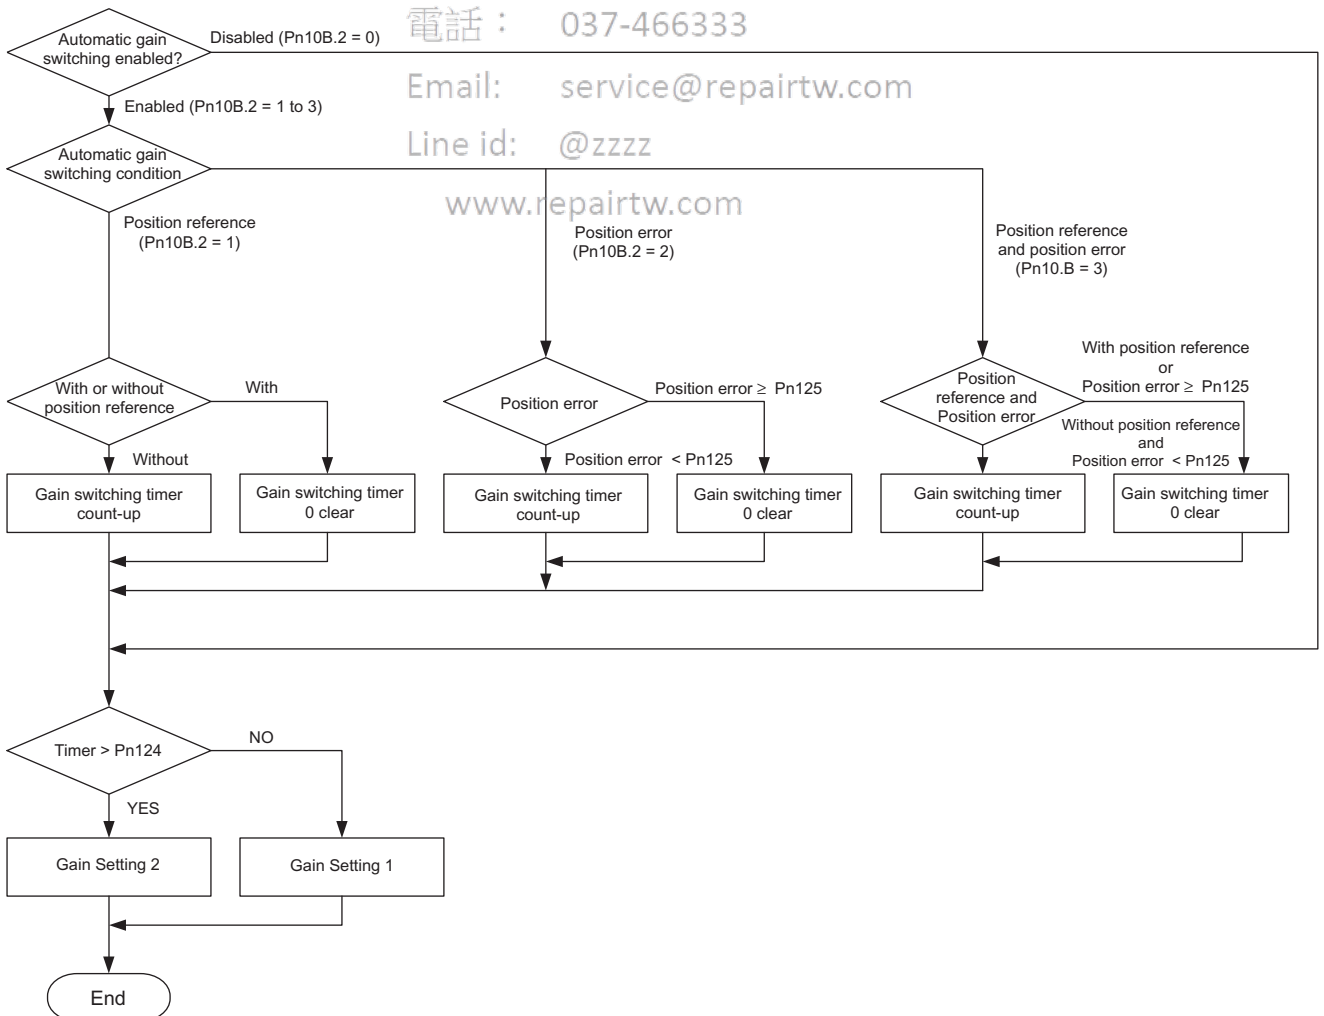 電話： 037-466333
Email: service@repairtw.com
Line id: @zzzz
www.repairtw.com
Automatic gain
switching enabled?
Disabled (Pn10B.2 = 0)
Enabled (Pn10B.2 = 1 to 3)
Automatic gain
switching condition
Position reference
(Pn10B.2 = 1)
Position error
(Pn10B.2 = 2)
Position reference
and position error
(Pn10.B = 3)
With or without
position reference
With
Without
Gain switching timer
count-up
Gain switching timer
0 clear
Position error
Position error ≥ Pn125
Position error < Pn125
Gain switching timer
count-up
Gain switching timer
0 clear
Position
reference and
Position error
With position reference
or
Position error ≥ Pn125
Without position reference
and
Position error < Pn125
Gain switching timer
count-up
Gain switching timer
0 clear
Timer > Pn124
NO
YES
Gain Setting 2
Gain Setting 1
End